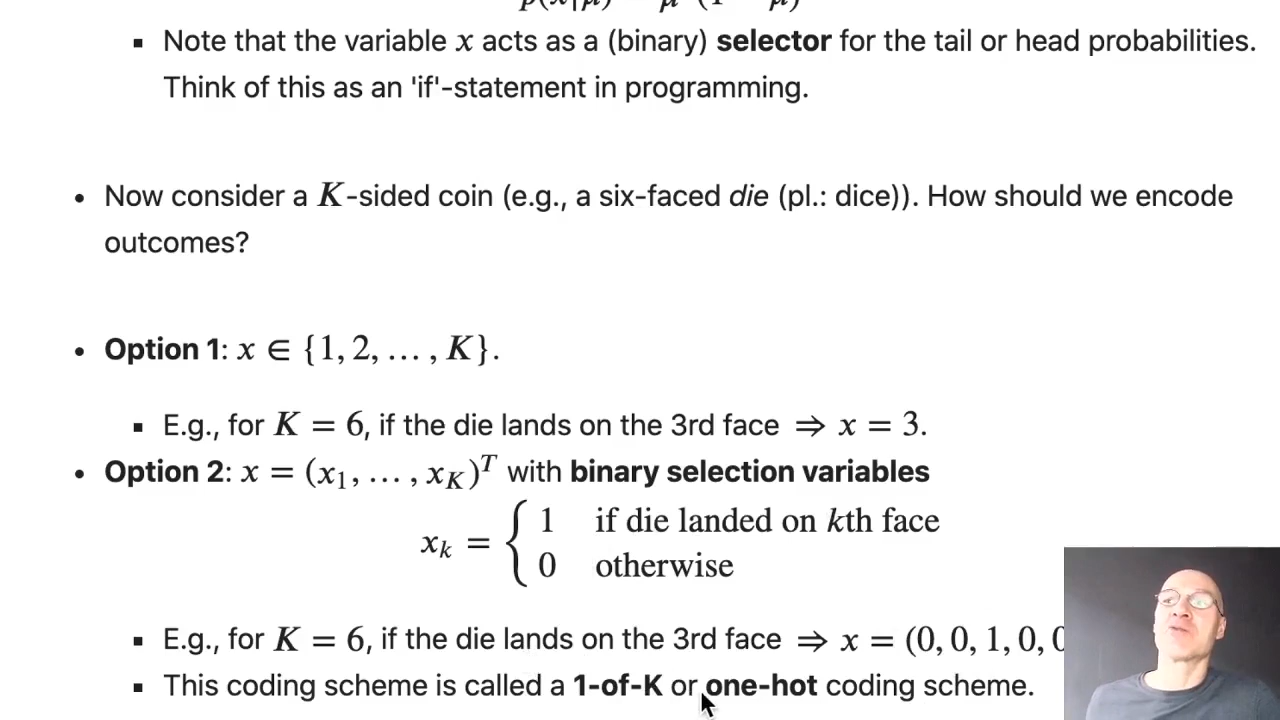 ▪ Note that the variable x acts as a (binary) selector for the tail or head probabilities.
Think of this as an 'if'-statement in programming.
• Now consider a K-sided coin (e.g., a six-faced die (pl.: dice)). How should we encode
outcomes?
• Option 1: x ∈ {1, 2, … , K}.
▪ E.g., for K = 6, if the die lands on the 3rd face ⇒ x = 3.
• Option 2: x = (x₁, … , x_K)ᵀ with binary selection variables
x_k = { 1 if die landed on kth face
0 otherwise
▪ E.g., for K = 6, if the die lands on the 3rd face ⇒ x = (0, 0, 1, 0, 0
▪ This coding scheme is called a 1-of-K or one-hot coding scheme.